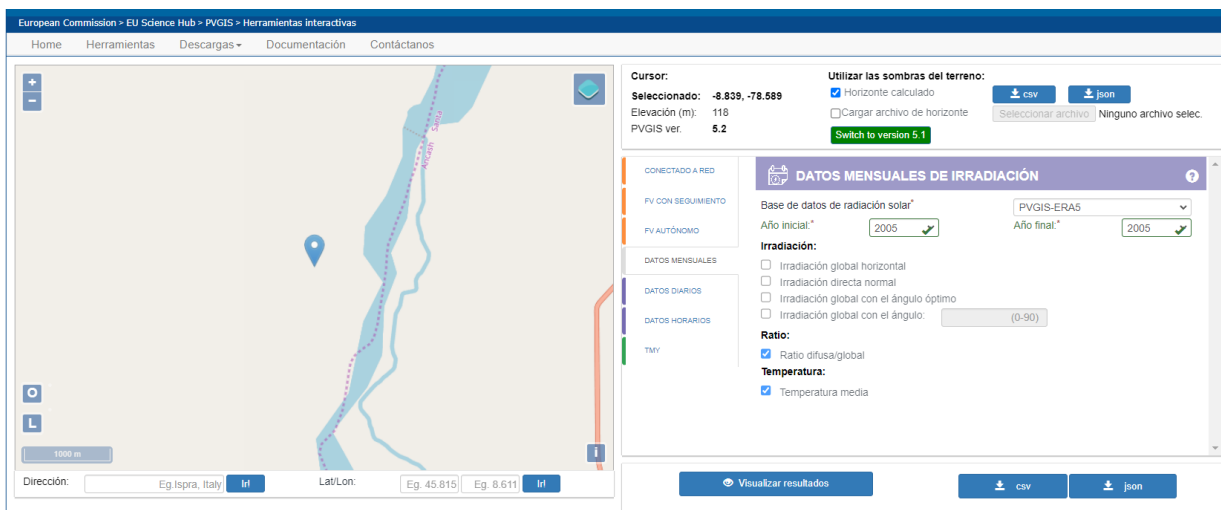 European Commission > EU Science Hub > PVGIS > Herramientas interactivas
Home Herramientas Descargas Documentación Contáctanos
+
−
Ancash
Santa
O
L
1000 m
i
Dirección: Eg.Ispra, Italy Ir! Lat/Lon: Eg. 45.815 Eg. 8.611 Ir!
Cursor:
Seleccionado: -8.839, -78.589
Elevación (m): 118
PVGIS ver. 5.2
Utilizar las sombras del terreno:
Horizonte calculado csv json
Cargar archivo de horizonte Seleccionar archivo Ninguno archivo selec.
Switch to version 5.1
CONECTADO A RED
FV CON SEGUIMIENTO
FV AUTÓNOMO
DATOS MENSUALES
DATOS DIARIOS
DATOS HORARIOS
TMY
DATOS MENSUALES DE IRRADIACIÓN ?
Base de datos de radiación solar* PVGIS-ERA5
Año inicial:* 2005 Año final:* 2005
Irradiación:
Irradiación global horizontal
Irradiación directa normal
Irradiación global con el ángulo óptimo
Irradiación global con el ángulo: (0-90)
Ratio:
Ratio difusa/global
Temperatura:
Temperatura media
Visualizar resultados csv json